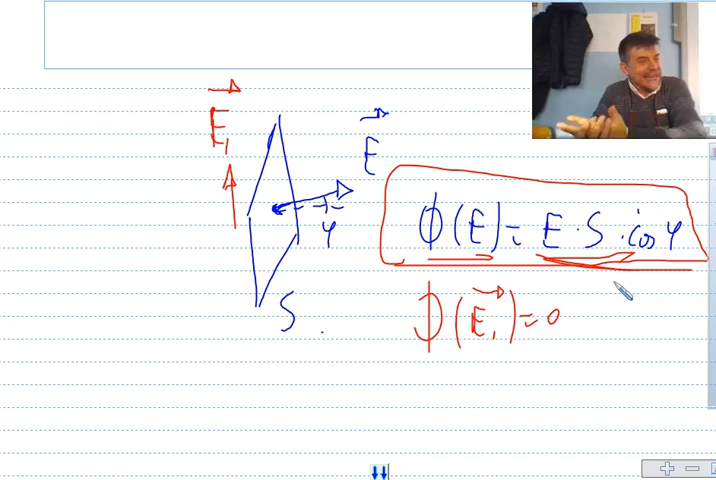 E₁
E
φ
Φ(E) = E · S · cos φ
S
Φ(E₁) = 0